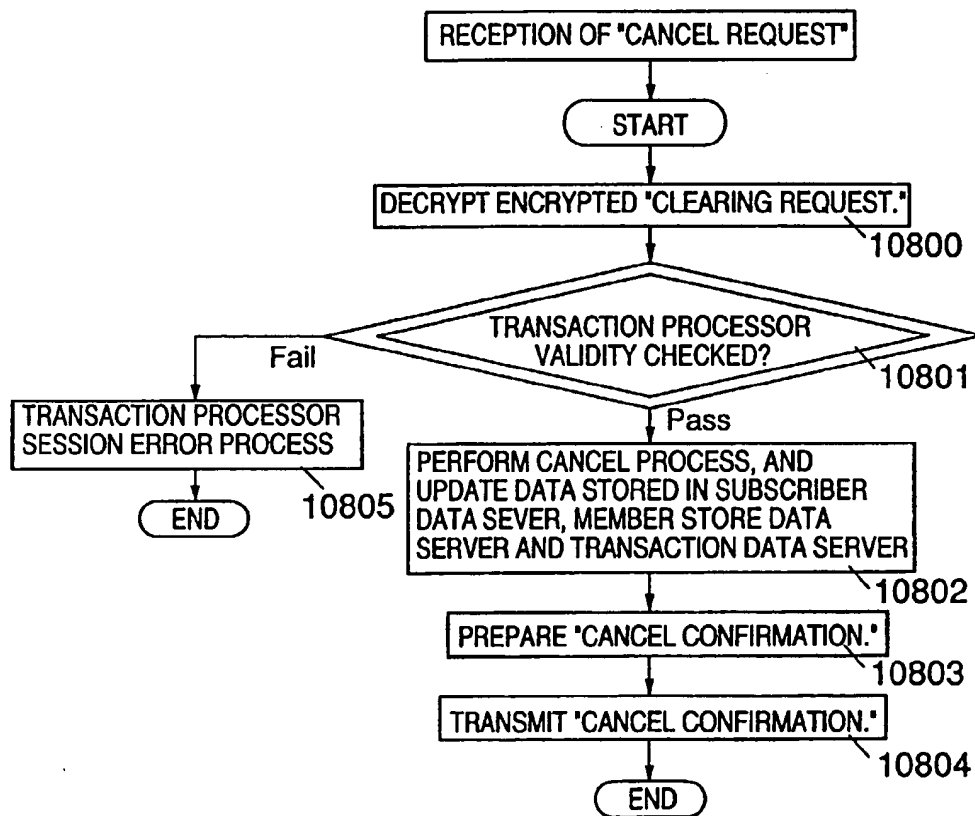 RECEPTION OF "CANCEL REQUEST"
START
DECRYPT ENCRYPTED "CLEARING REQUEST."
10800
TRANSACTION PROCESSOR
VALIDITY CHECKED?
10801
Fail
Pass
TRANSACTION PROCESSOR
SESSION ERROR PROCESS
10805
END
PERFORM CANCEL PROCESS, AND
UPDATE DATA STORED IN SUBSCRIBER
DATA SEVER, MEMBER STORE DATA
SERVER AND TRANSACTION DATA SERVER
10802
PREPARE "CANCEL CONFIRMATION."
10803
TRANSMIT "CANCEL CONFIRMATION."
10804
END